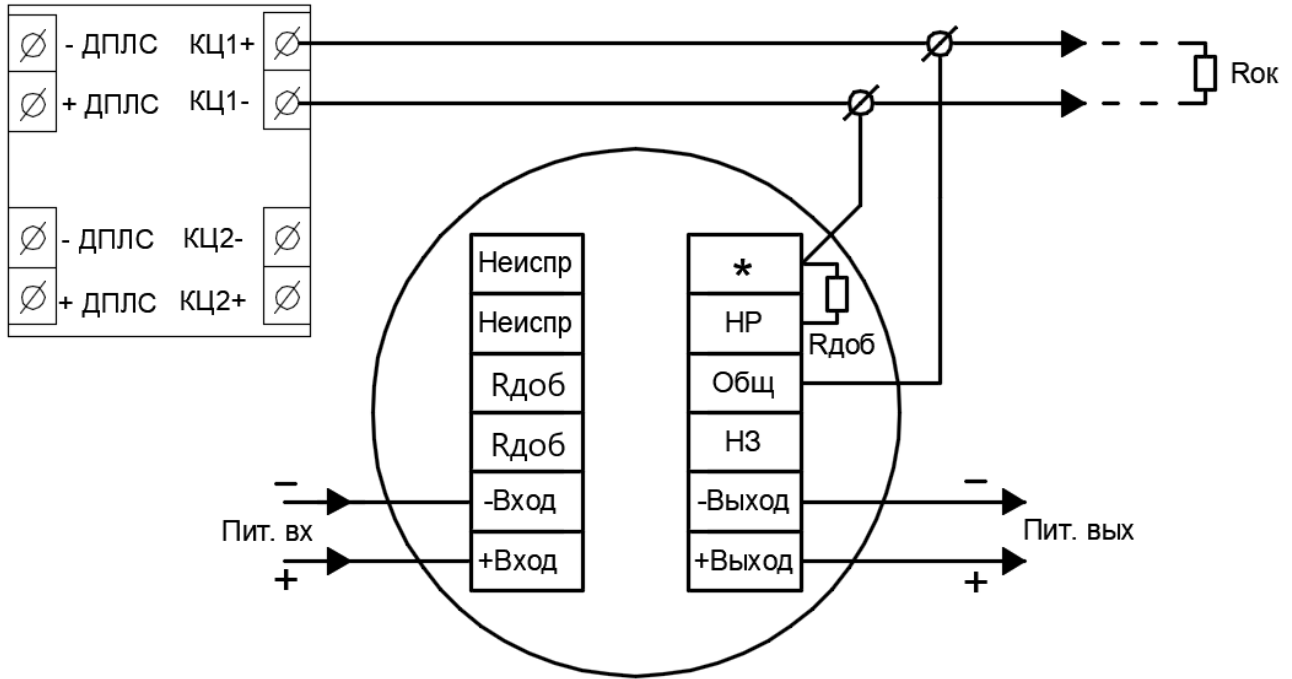 - ДПЛС КЦ1+
+ ДПЛС КЦ1-
Rок
- ДПЛС КЦ2-
+ ДПЛС КЦ2+
Неиспр
*
Неиспр
НР
Rдоб
Rдоб
Общ
Rдоб
НЗ
−
-Вход
-Выход
−
Пит. вх
Пит. вых
+
+Вход
+Выход
+